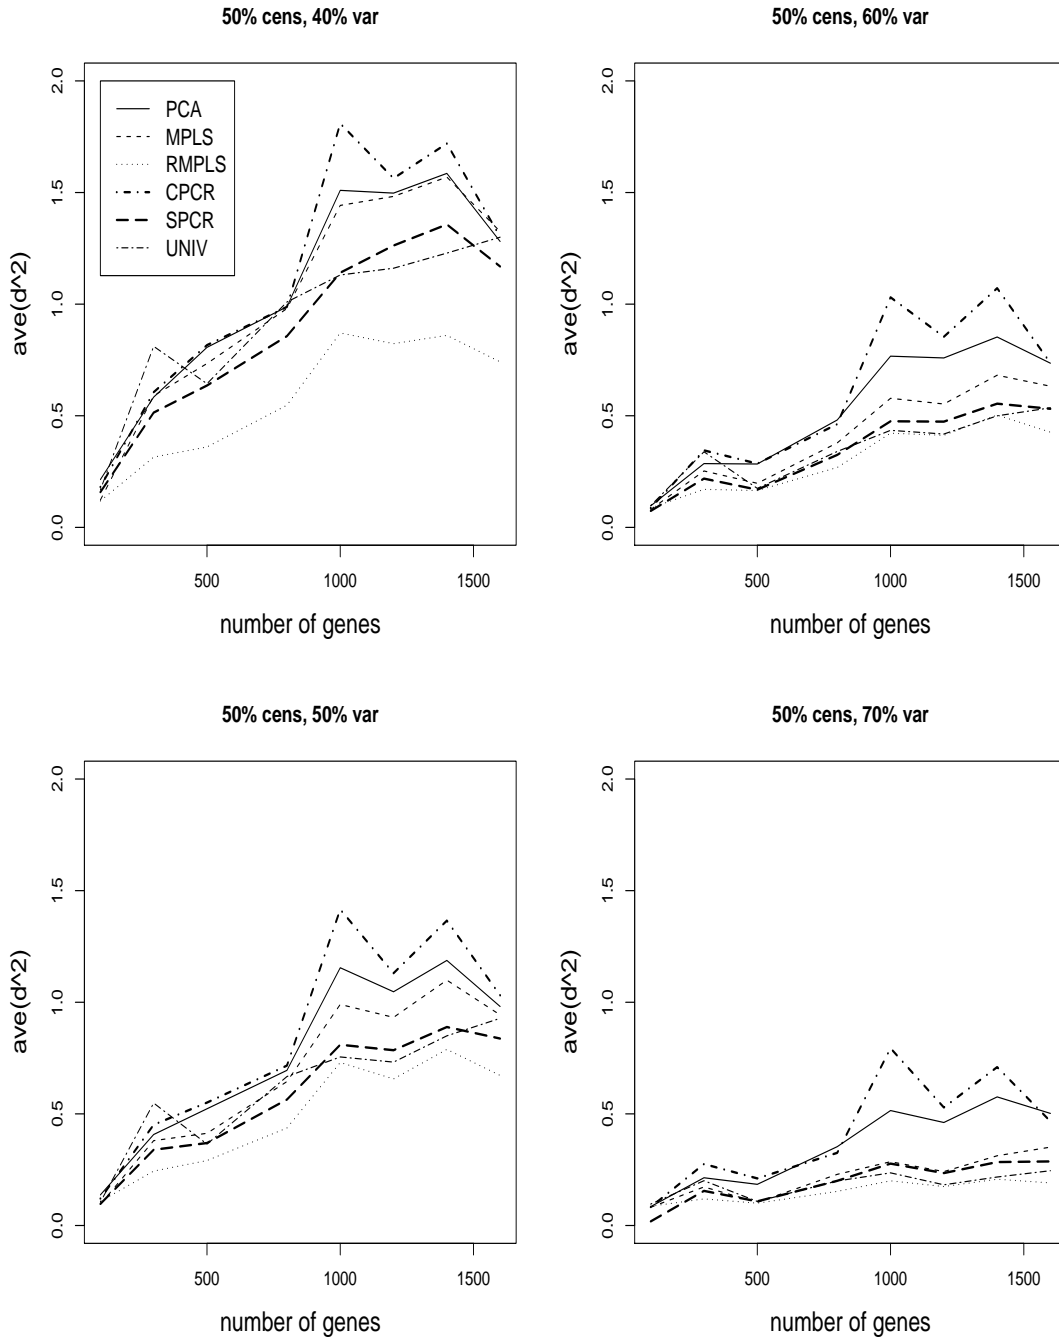 50% cens, 40% var
2.0
1.5
1.0
0.5
0.0
ave(d^2)
PCA
MPLS
RMPLS
CPCR
SPCR
UNIV
500
1000
1500
number of genes
50% cens, 60% var
2.0
1.5
1.0
0.5
0.0
ave(d^2)
500
1000
1500
number of genes
50% cens, 50% var
2.0
1.5
1.0
0.5
0.0
ave(d^2)
500
1000
1500
number of genes
50% cens, 70% var
2.0
1.5
1.0
0.5
0.0
ave(d^2)
500
1000
1500
number of genes